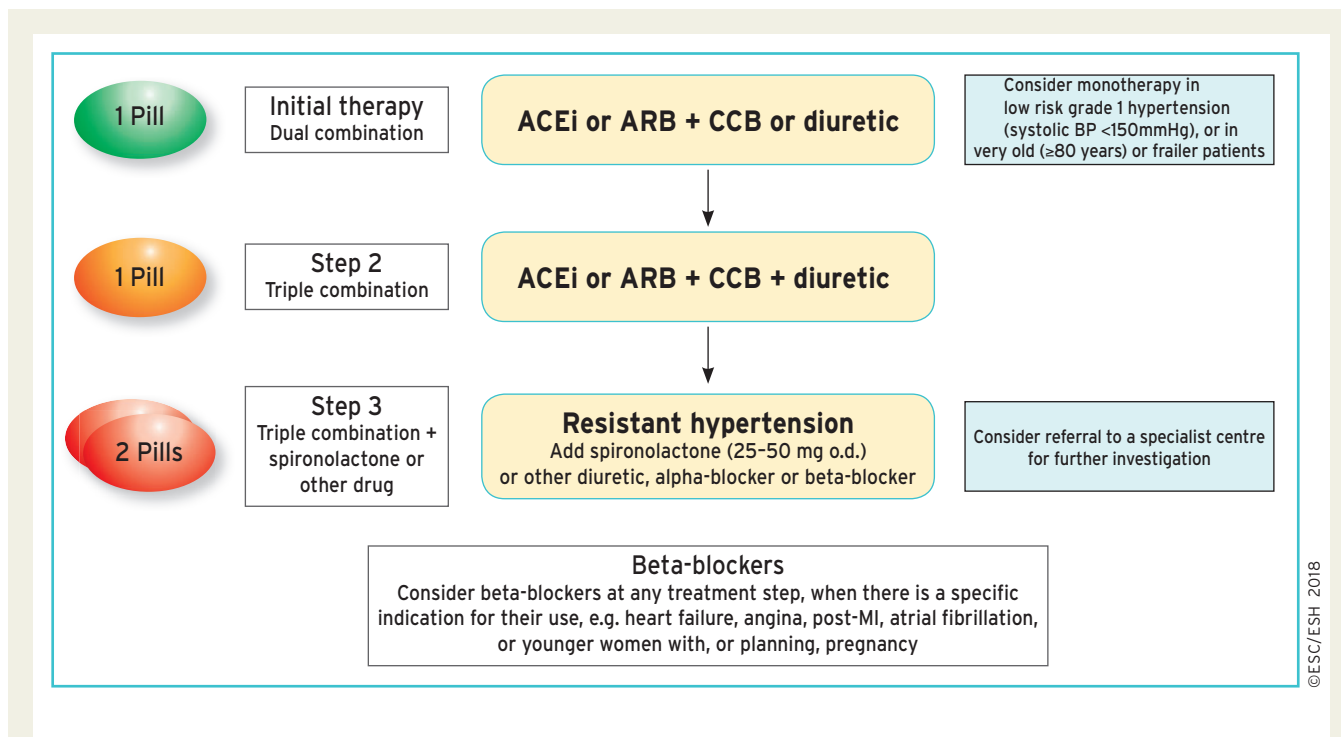 1 Pill
Initial therapy
Dual combination
ACEi or ARB + CCB or diuretic
Consider monotherapy in
low risk grade 1 hypertension
(systolic BP <150mmHg), or in
very old (≥80 years) or frailer patients
1 Pill
Step 2
Triple combination
ACEi or ARB + CCB + diuretic
2 Pills
Step 3
Triple combination +
spironolactone or
other drug
Resistant hypertension
Add spironolactone (25–50 mg o.d.)
or other diuretic, alpha-blocker or beta-blocker
Consider referral to a specialist centre
for further investigation
Beta-blockers
Consider beta-blockers at any treatment step, when there is a specific
indication for their use, e.g. heart failure, angina, post-MI, atrial fibrillation,
or younger women with, or planning, pregnancy
©ESC/ESH 2018